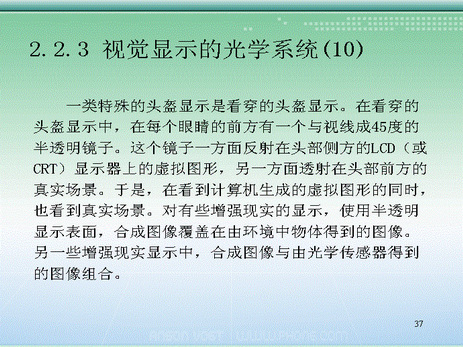 2.2.3 视觉显示的光学系统(10)
一类特殊的头盔显示是看穿的头盔显示。在看穿的
头盔显示中，在每个眼睛的前方有一个与视线成45度的
半透明镜子。这个镜子一方面反射在头部侧方的LCD（或
CRT）显示器上的虚拟图形，另一方面透射在头部前方的
真实场景。于是，在看到计算机生成的虚拟图形的同时，
也看到真实场景。对有些增强现实的显示，使用半透明
显示表面，合成图像覆盖在由环境中物体得到的图像。
另一些增强现实显示中，合成图像与由光学传感器得到
的图像组合。
37